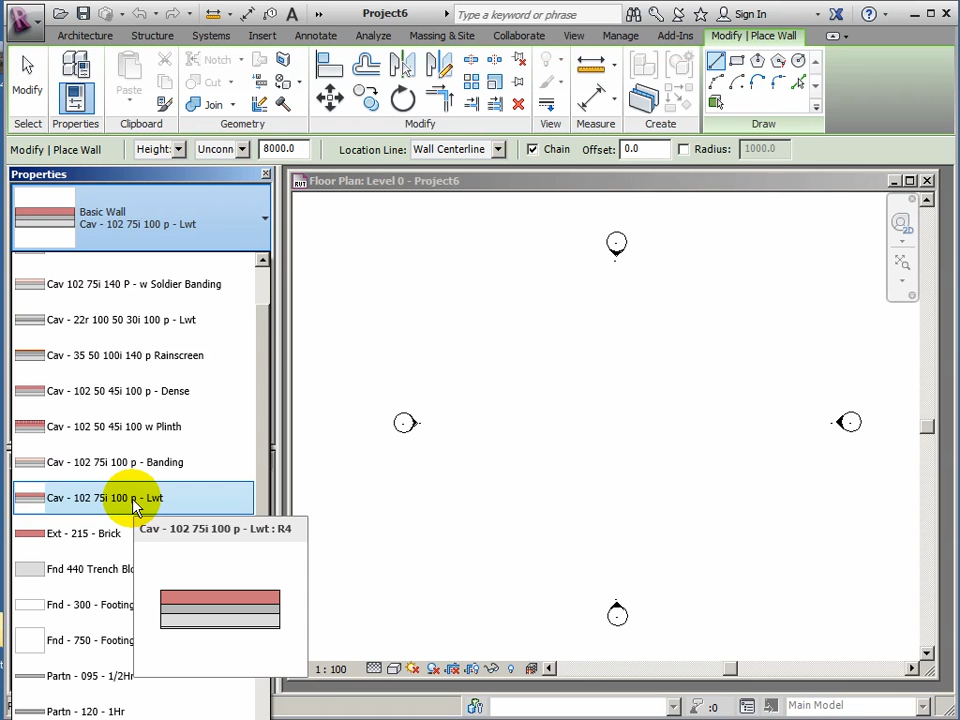 Project6
Type a keyword or phrase
Sign In
Architecture Structure Systems Insert Annotate Analyze Massing & Site Collaborate View Manage Add-Ins Modify | Place Wall
Modify
Paste
Notch
Cut
Join
Select Properties Clipboard Geometry Modify View Measure Create Draw
Modify | Place Wall Height: Unconn 8000.0 Location Line: Wall Centerline Chain Offset: 0.0 Radius: 1000.0
Properties
Floor Plan: Level 0 - Project6
Basic Wall
Cav - 102 75i 100 p - Lwt
2D
Cav 102 75i 140 P - w Soldier Banding
Cav - 22r 100 50 30i 100 p - Lwt
Cav - 35 50 100i 140 p Rainscreen
Cav - 102 50 45i 100 p - Dense
Cav - 102 50 45i 100 w Plinth
Cav - 102 75i 100 p - Banding
Cav - 102 75i 100 p - Lwt
Cav - 102 75i 100 p - Lwt : R4
Ext - 215 - Brick
Fnd 440 Trench Blo
Fnd - 300 - Footing
Fnd - 750 - Footing
Partn - 095 - 1/2Hr
Partn - 120 - 1Hr
1 : 100
:0
Main Model